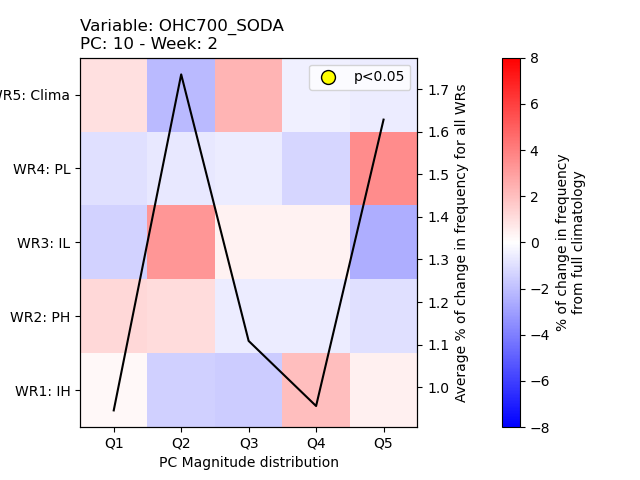 Variable: OHC700_SODA
PC: 10 - Week: 2
p<0.05
WR5: Clima
WR4: PL
WR3: IL
WR2: PH
WR1: IH
Q1 Q2 Q3 Q4 Q5
PC Magnitude distribution
1.7
1.6
1.5
1.4
1.3
1.2
1.1
1.0
Average % of change in frequency for all WRs
8
6
4
2
0
−2
−4
−6
−8
% of change in frequency
from full climatology